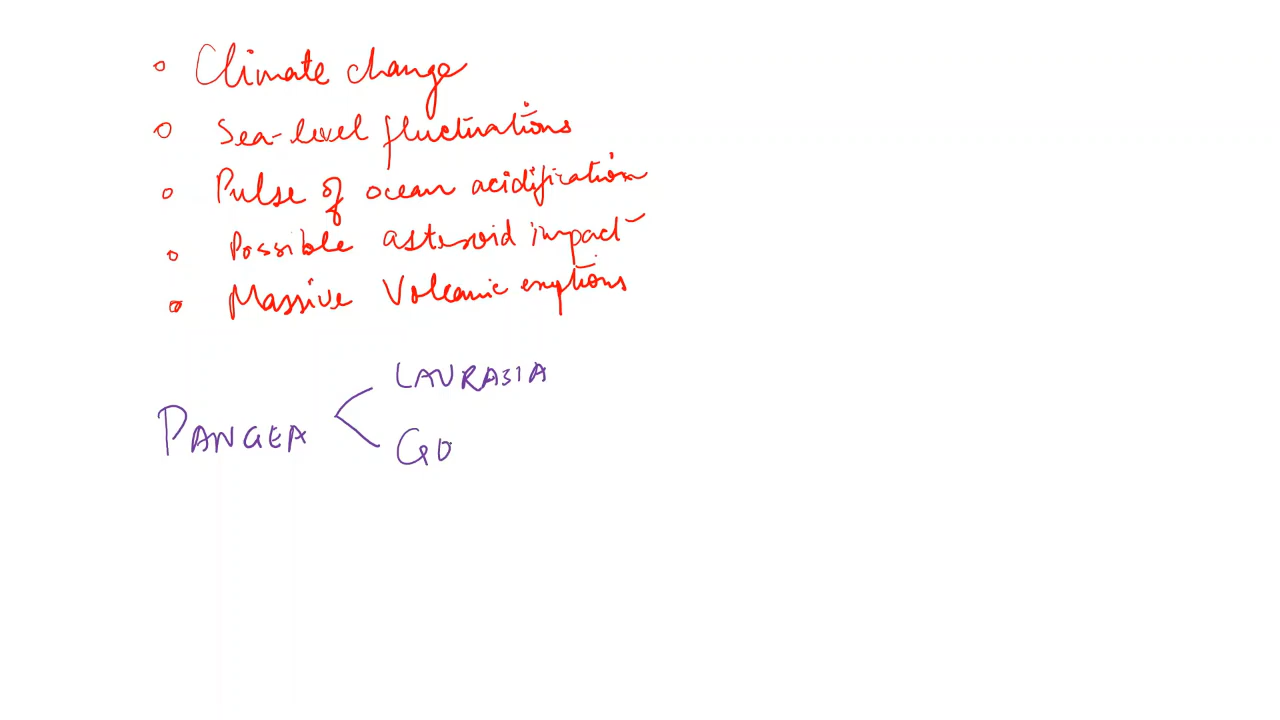 Climate change
Sea-level fluctuations
Pulse of ocean acidification
Possible asteroid impact
Massive Volcanic eruptions
LAURASIA
PANGEA
GO